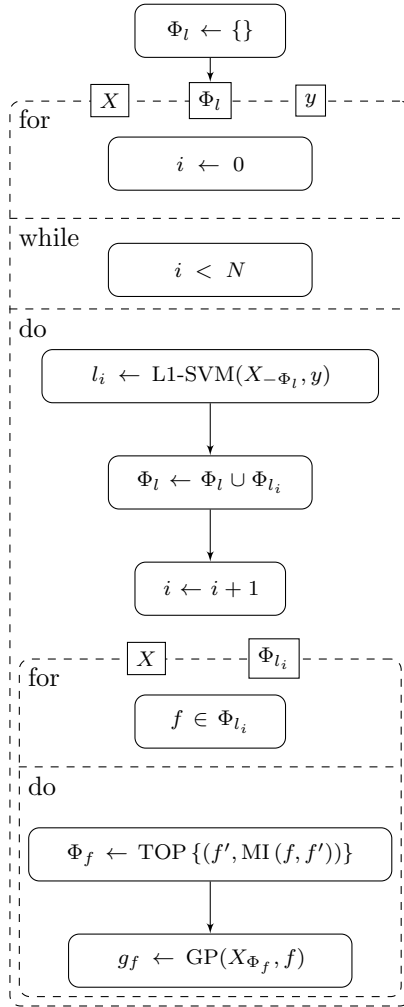 Φ_l ← {}
X Φ_l y
for
i ← 0
while
i < N
do
l_i ← L1-SVM(X_{−Φ_l}, y)
Φ_l ← Φ_l ∪ Φ_{l_i}
i ← i + 1
X Φ_{l_i}
for
f ∈ Φ_{l_i}
do
Φ_f ← TOP {(f′, MI (f, f′))}
g_f ← GP(X_{Φ_f}, f)